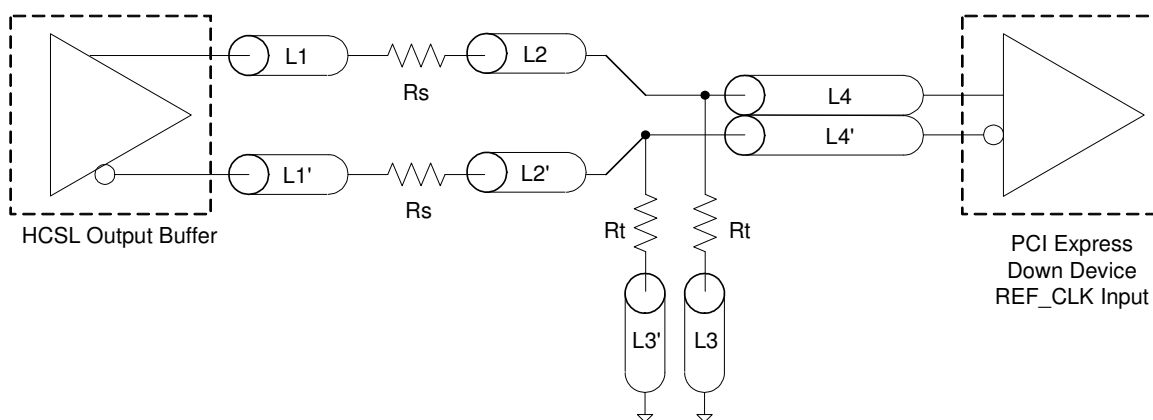 L1
Rs
L2
L4
L4'
L1'
Rs
L2'
HCSL Output Buffer
Rt
Rt
L3'
L3
PCI Express
Down Device
REF_CLK Input